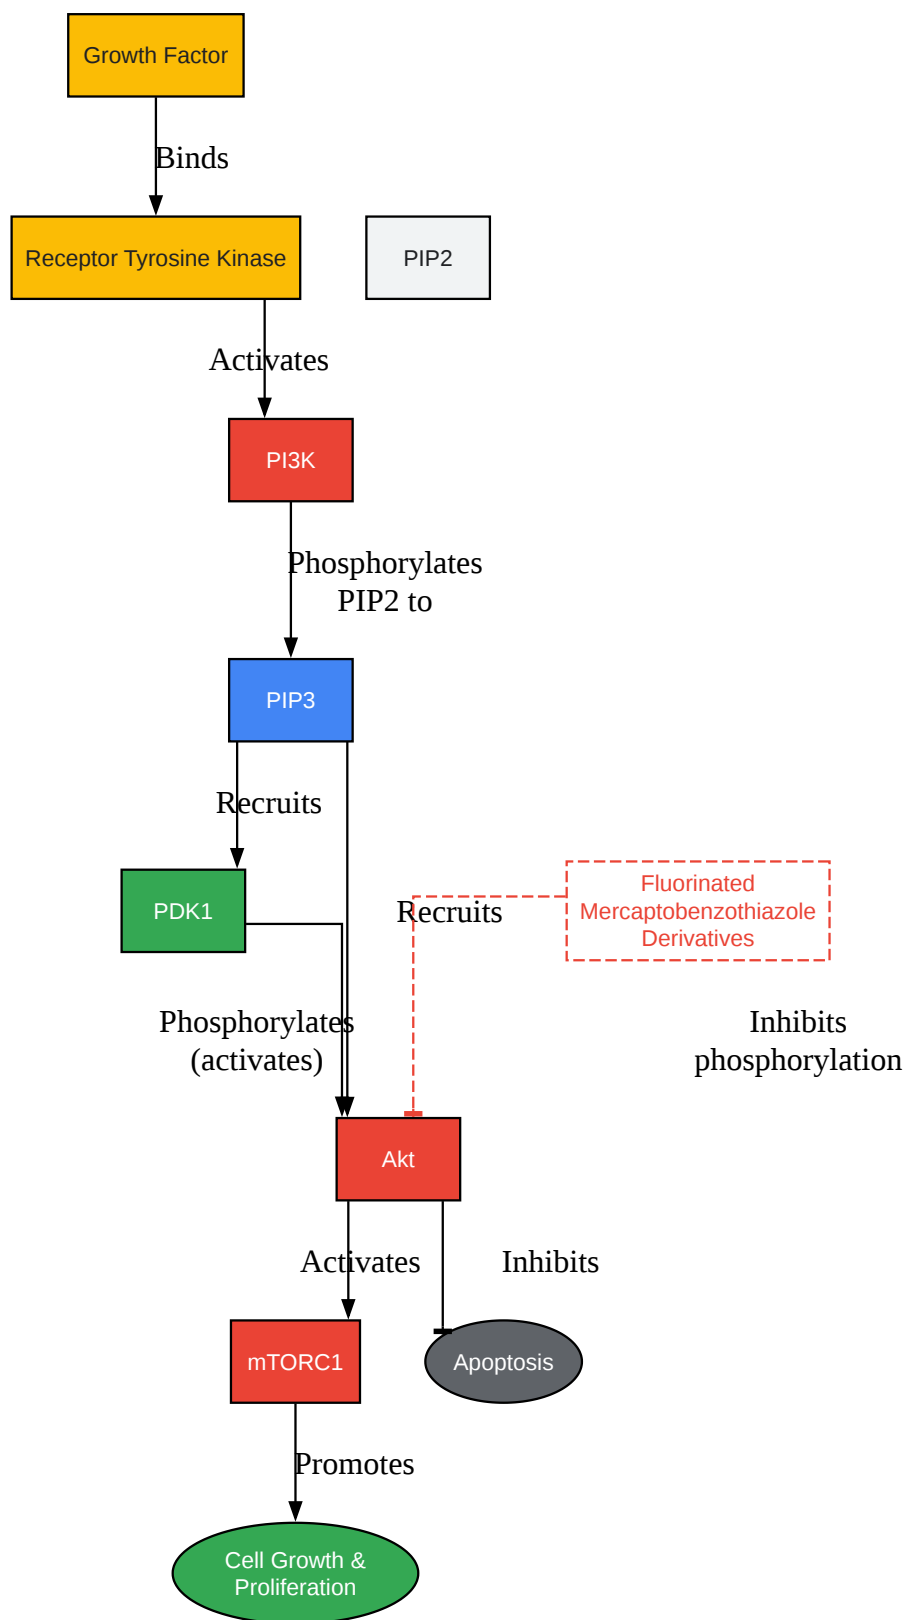 Growth Factor
Binds
Receptor Tyrosine Kinase
PIP2
Activates
PI3K
Phosphorylates
PIP2 to
PIP3
Recruits
PDK1
Recruits
Fluorinated
Mercaptobenzothiazole
Derivatives
Phosphorylates
(activates)
Inhibits
phosphorylation
Akt
Activates
Inhibits
mTORC1
Apoptosis
Promotes
Cell Growth &
Proliferation